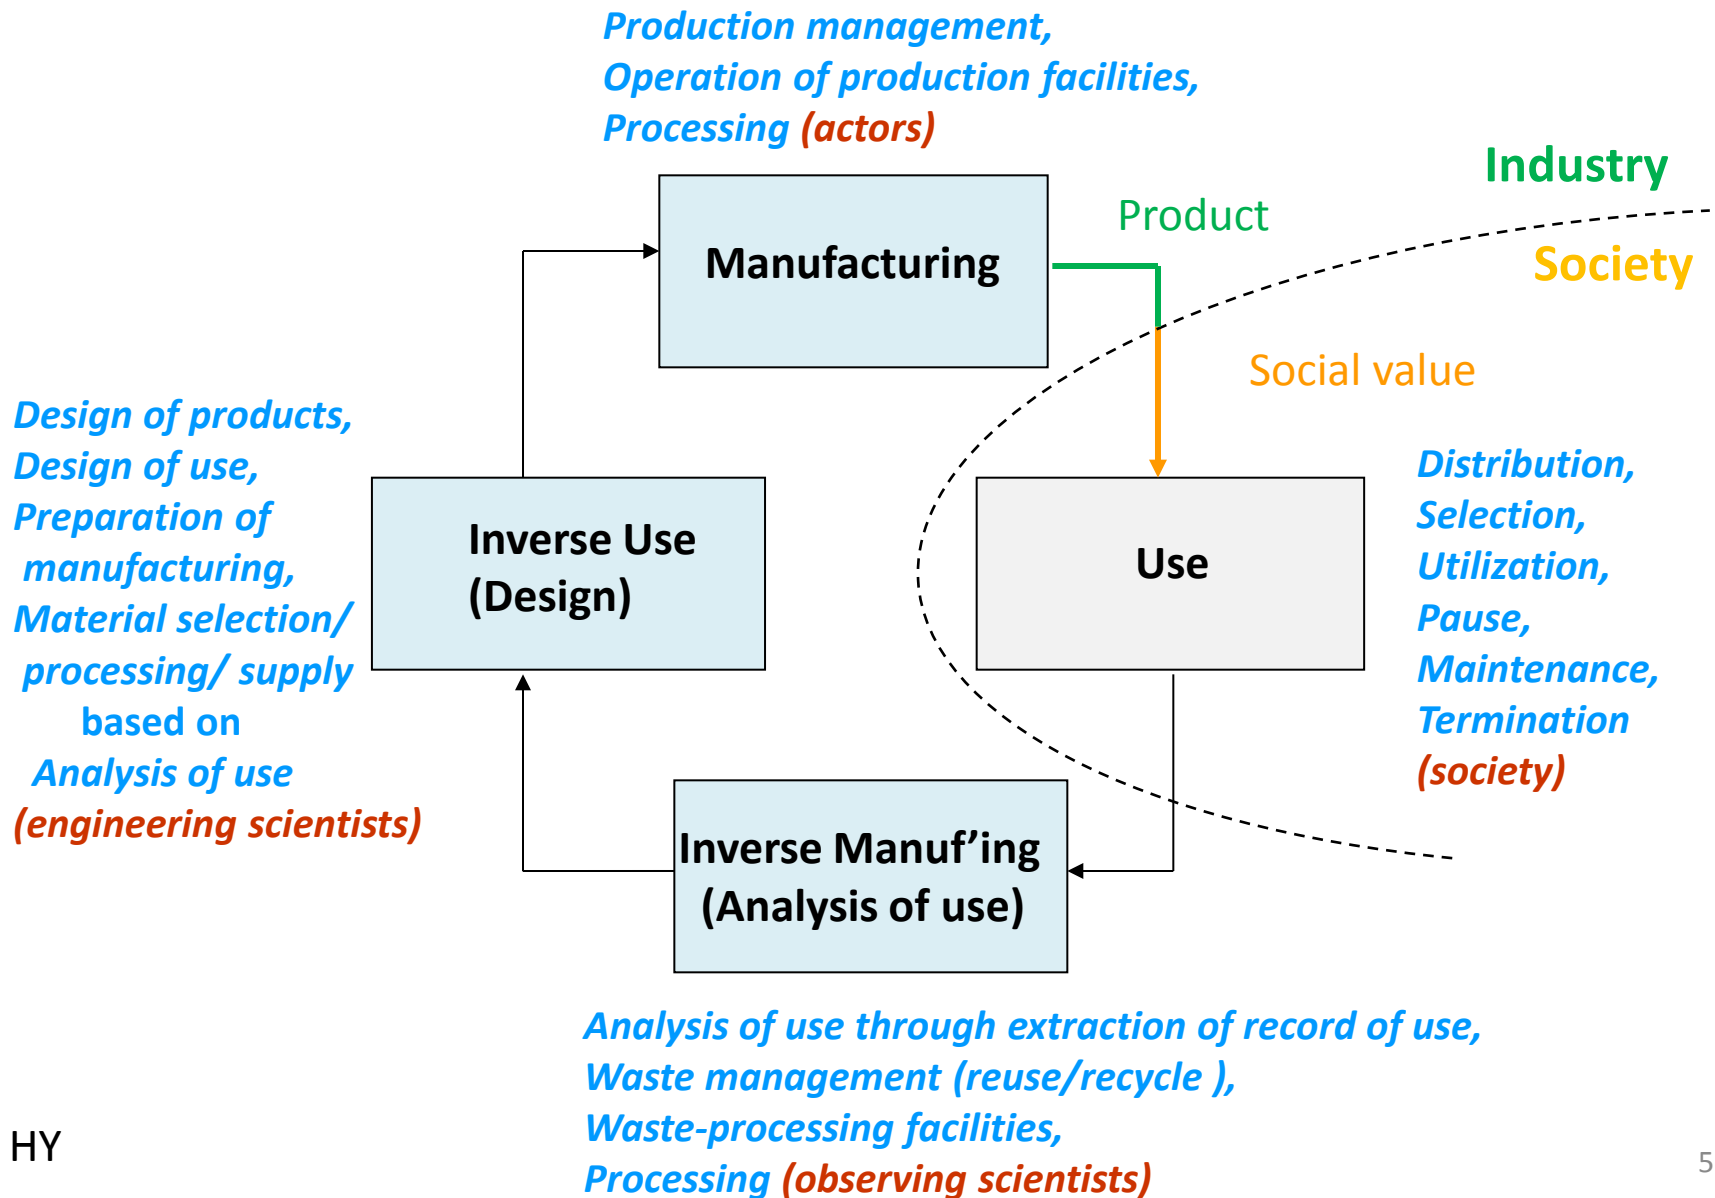 Production management,
Operation of production facilities,
Processing (actors)
Industry
Product
Society
Manufacturing
Social value
Design of products,
Design of use,
Preparation of
manufacturing,
Material selection/
processing/ supply
based on
Analysis of use
(engineering scientists)
Inverse Use
(Design)
Use
Distribution,
Selection,
Utilization,
Pause,
Maintenance,
Termination
(society)
Inverse Manuf’ing
(Analysis of use)
Analysis of use through extraction of record of use,
Waste management (reuse/recycle ),
Waste-processing facilities,
Processing (observing scientists)
HY
5